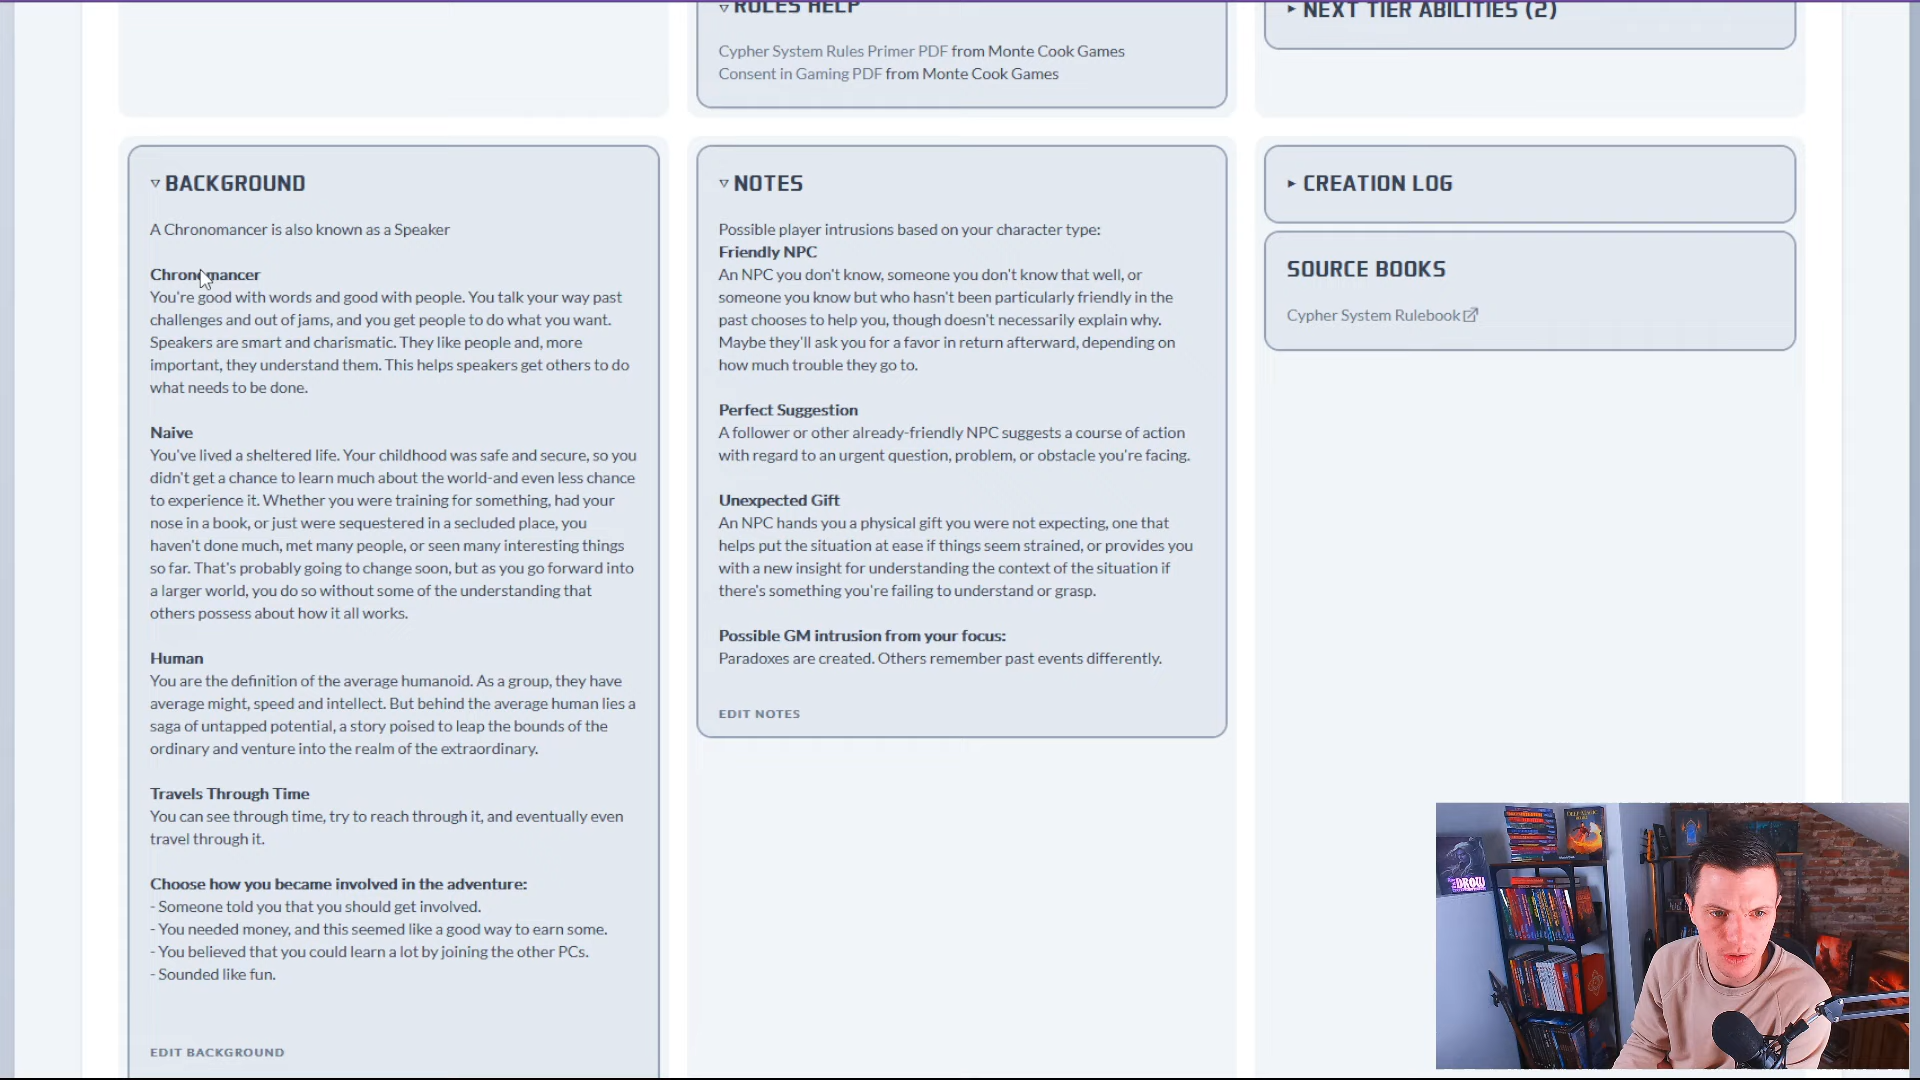 RULES HELP
Cypher System Rules Primer PDF from Monte Cook Games
Consent in Gaming PDF from Monte Cook Games
NEXT TIER ABILITIES (2)
BACKGROUND
A Chronomancer is also known as a Speaker
Chronomancer
You're good with words and good with people. You talk your way past
challenges and out of jams, and you get people to do what you want.
Speakers are smart and charismatic. They like people and, more
important, they understand them. This helps speakers get others to do
what needs to be done.
Naive
You've lived a sheltered life. Your childhood was safe and secure, so you
didn't get a chance to learn much about the world-and even less chance
to experience it. Whether you were training for something, had your
nose in a book, or just were sequestered in a secluded place, you
haven't done much, met many people, or seen many interesting things
so far. That's probably going to change soon, but as you go forward into
a larger world, you do so without some of the understanding that
others possess about how it all works.
Human
You are the definition of the average humanoid. As a group, they have
average might, speed and intellect. But behind the average human lies a
saga of untapped potential, a story poised to leap the bounds of the
ordinary and venture into the realm of the extraordinary.
Travels Through Time
You can see through time, try to reach through it, and eventually even
travel through it.
Choose how you became involved in the adventure:
- Someone told you that you should get involved.
- You needed money, and this seemed like a good way to earn some.
- You believed that you could learn a lot by joining the other PCs.
- Sounded like fun.
EDIT BACKGROUND
NOTES
Possible player intrusions based on your character type:
Friendly NPC
An NPC you don't know, someone you don't know that well, or
someone you know but who hasn't been particularly friendly in the
past chooses to help you, though doesn't necessarily explain why.
Maybe they'll ask you for a favor in return afterward, depending on
how much trouble they go to.
Perfect Suggestion
A follower or other already-friendly NPC suggests a course of action
with regard to an urgent question, problem, or obstacle you're facing.
Unexpected Gift
An NPC hands you a physical gift you were not expecting, one that
helps put the situation at ease if things seem strained, or provides you
with a new insight for understanding the context of the situation if
there's something you're failing to understand or grasp.
Possible GM intrusion from your focus:
Paradoxes are created. Others remember past events differently.
EDIT NOTES
CREATION LOG
SOURCE BOOKS
Cypher System Rulebook
DROW